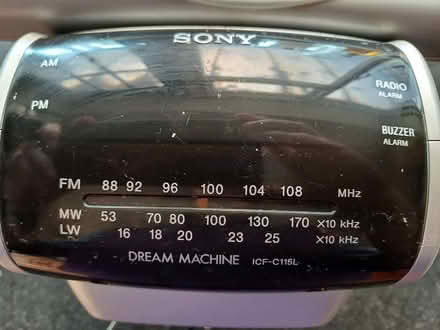 SONY
AM
RADIO
ALARM
PM
BUZZER
ALARM
FM 88 92 96 100 104 108 MHz
MW 53 70 80 100 130 170 X10 kHz
LW 16 18 20 23 25 X10 kHz
DREAM MACHINE ICF-C115L